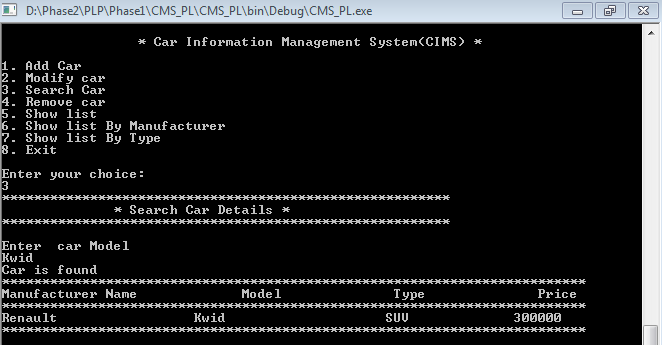 D:\Phase2\PLP\Phase1\CMS_PL\CMS_PL\bin\Debug\CMS_PL.exe
* Car Information Management System(CIMS) *
1. Add Car
2. Modify car
3. Search Car
4. Remove car
5. Show list
6. Show list By Manufacturer
7. Show list By Type
8. Exit
Enter your choice:
3
********************************************************
* Search Car Details *
********************************************************
Enter  car Model
Kwid
Car is found
*************************************************************************
Manufacturer Name Model Type Price
*************************************************************************
Renault Kwid SUV 300000
*************************************************************************